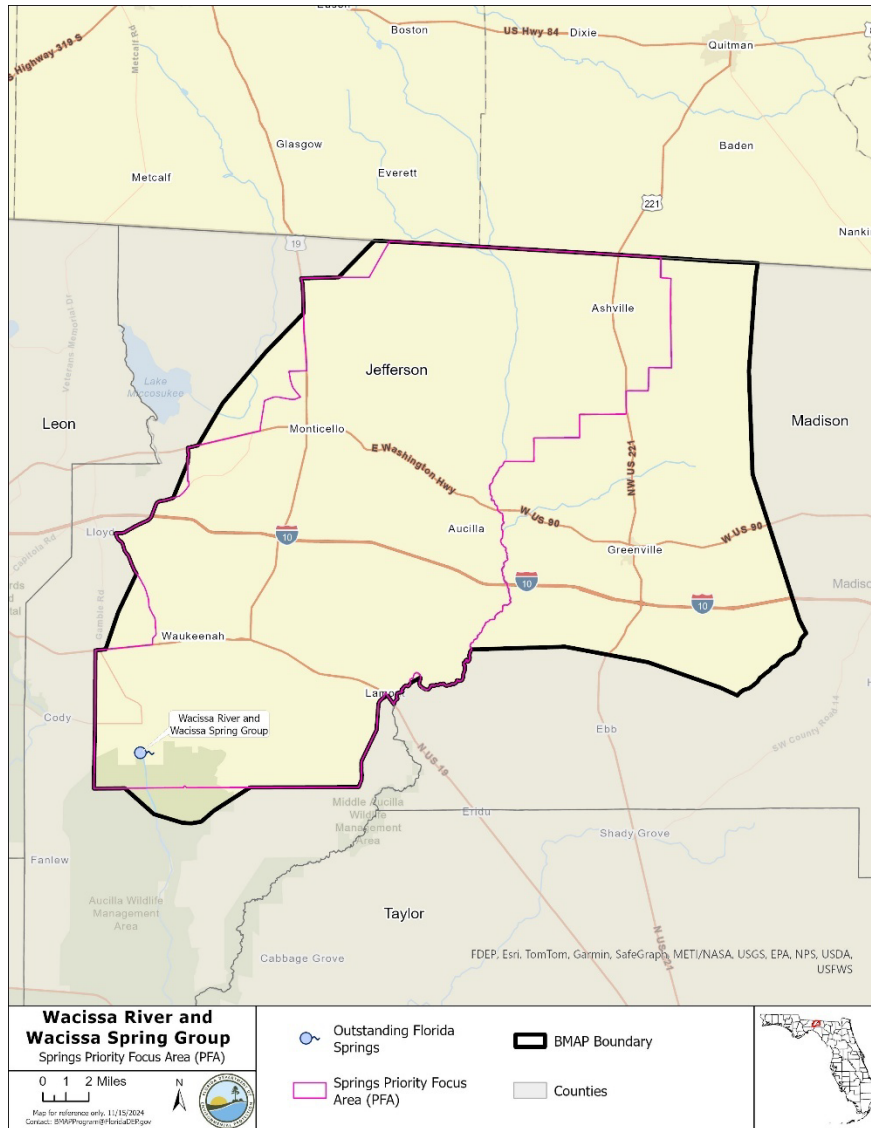 Boston
US Hwy 84
Dixie
Quitman
S Highway 319 S
Metcalf Rd
Glasgow
Baden
Metcalf
Everett
221
Nankin
19
Veterans Memorial Dr
Ashville
Lake
Miccosukee
Jefferson
Leon
Madison
Monticello
E Washington Hwy
NW US-221
W US-90
Aucilla
W US-90
Lloyd
10
Greenville
Capitola Rd
10
Madiso
10
Gamble Rd
Waukeenah
Lamo
Cody
Wacissa River and
Wacissa Spring Group
Ebb
SW County Road 14
N US-19
Middle Aucilla
Wildlife
Management
Area
Eridu
Shady Grove
Fanlew
Aucilla Wildlife
Management
Area
Taylor
N US-221
Cabbage Grove
FDEP, Esri, TomTom, Garmin, SafeGraph, METI/NASA, USGS, EPA, NPS, USDA,
USFWS
Wacissa River and
Wacissa Spring Group
Springs Priority Focus Area (PFA)
0 1 2 Miles
N
Map for reference only. 11/15/2024
Contact: BMAPProgram@FloridaDEP.gov
Outstanding Florida
Springs
Springs Priority Focus
Area (PFA)
BMAP Boundary
Counties